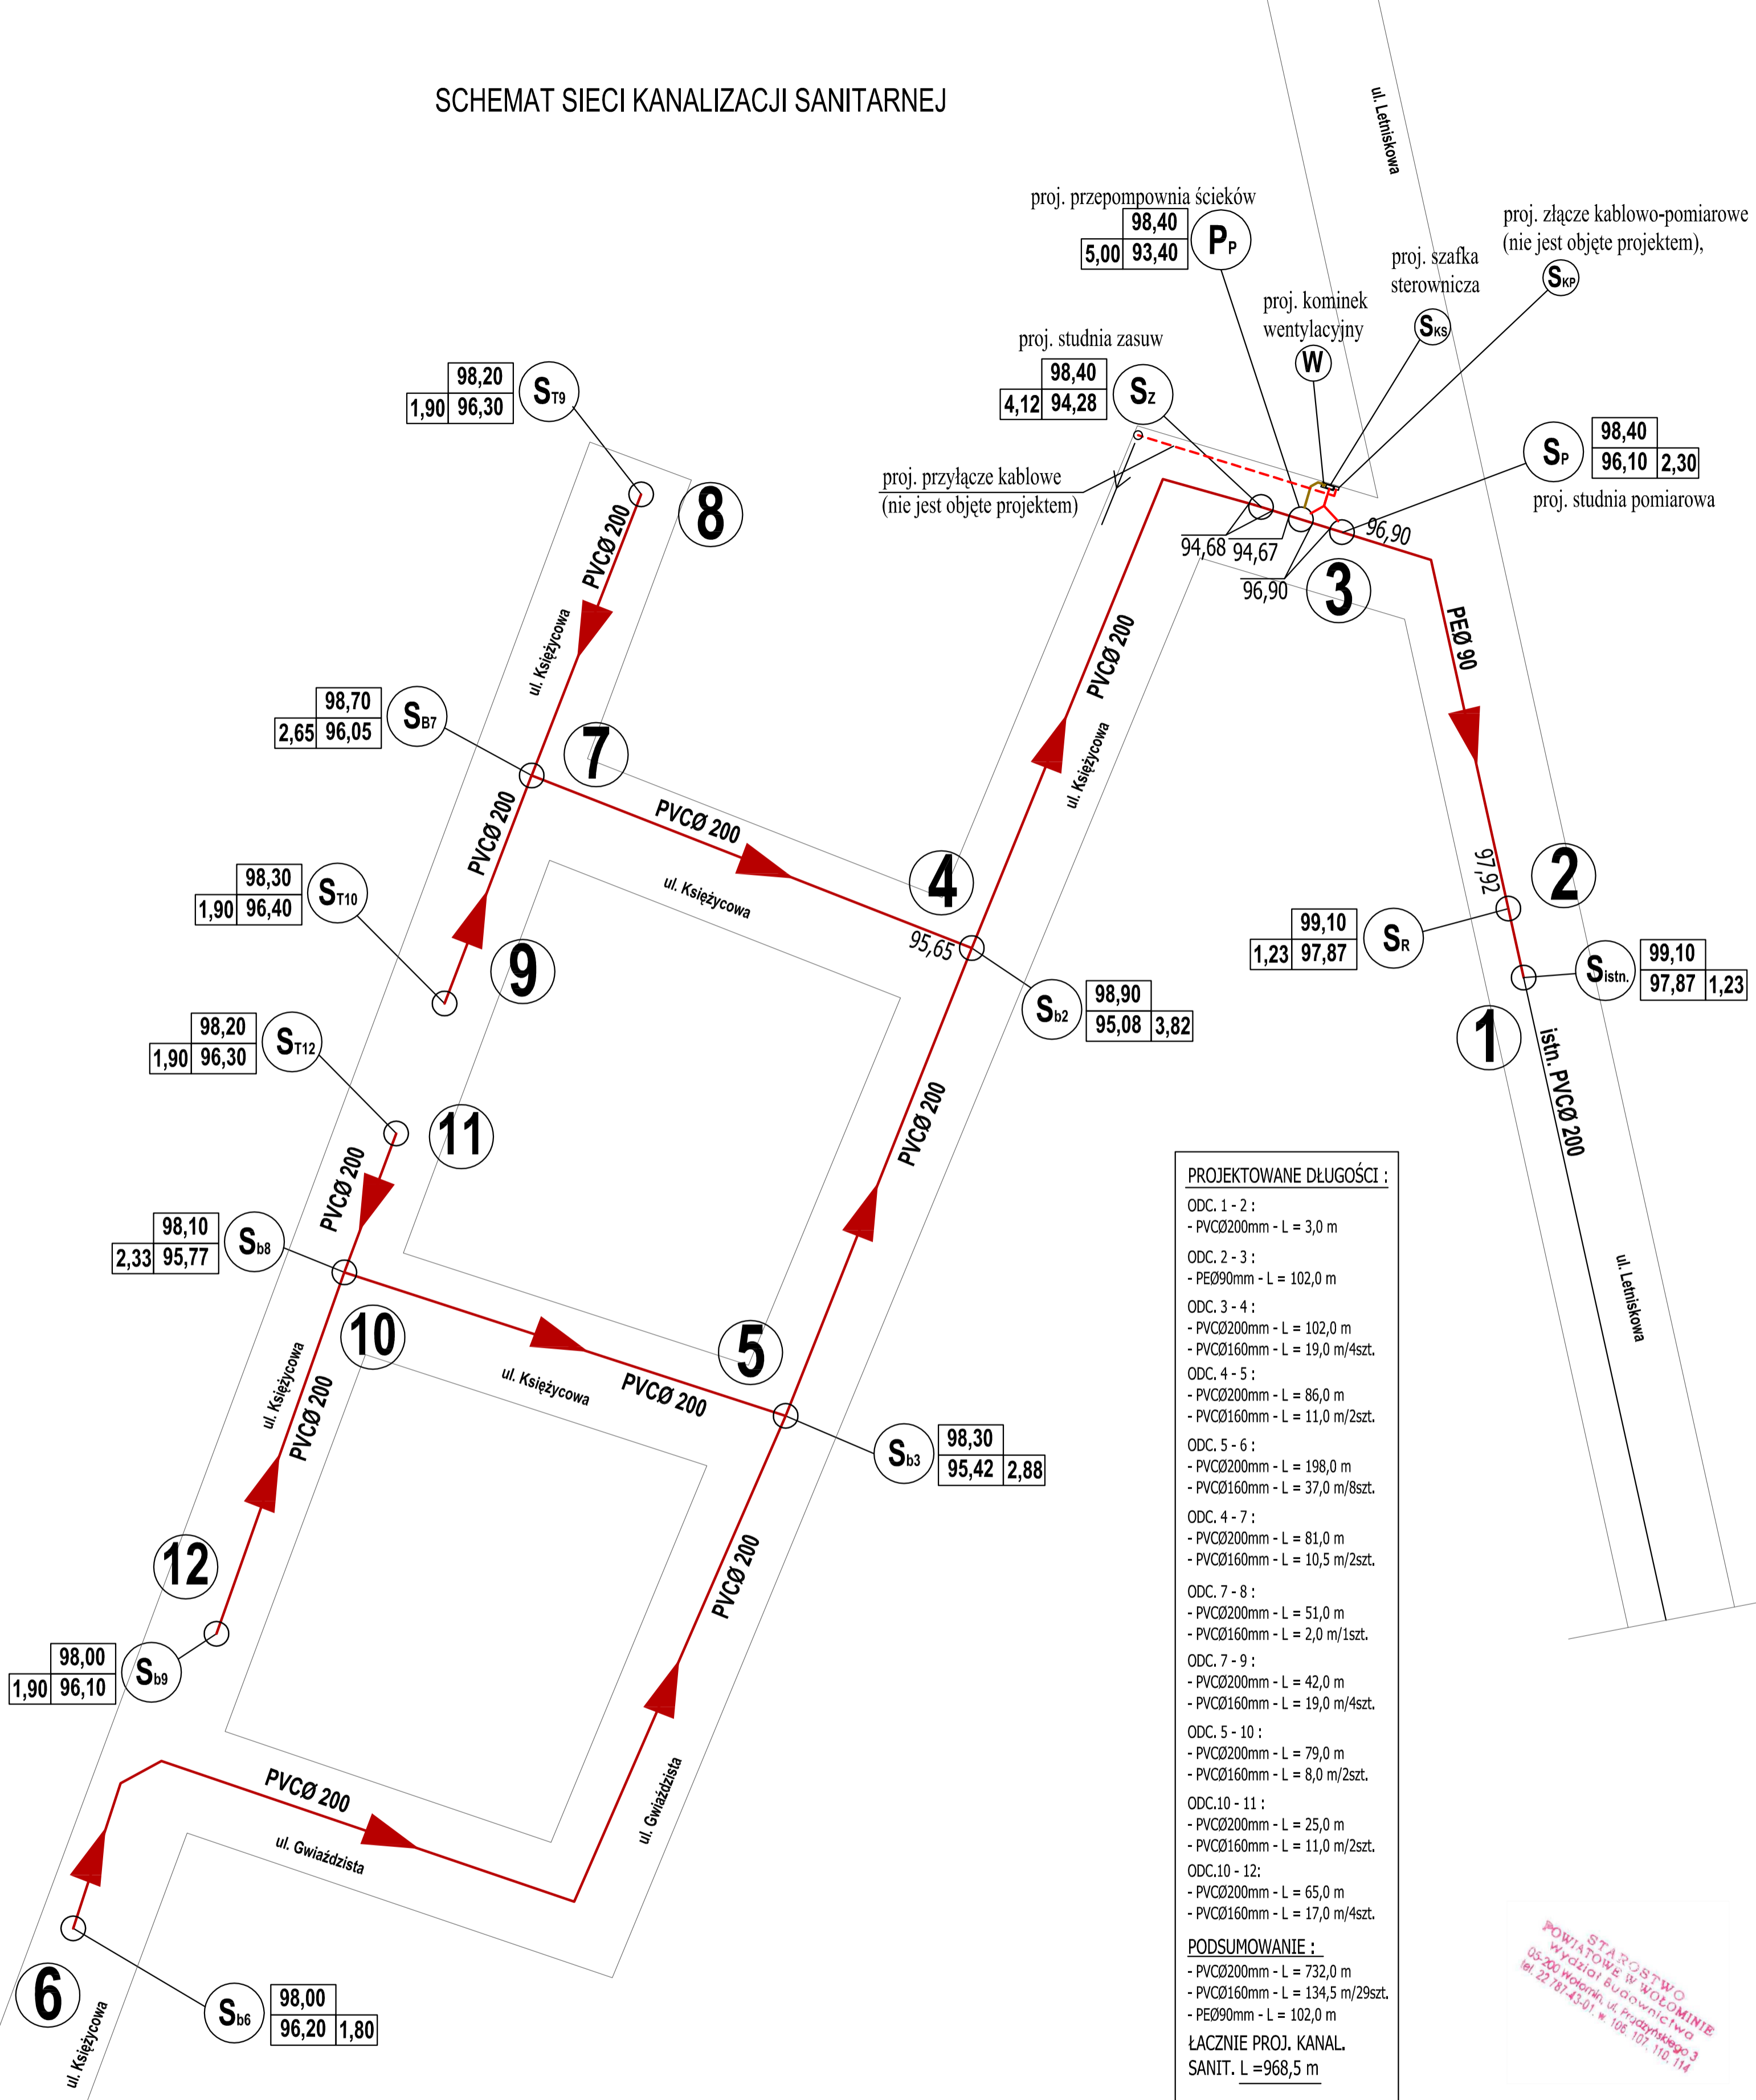 SCHEMAT SIECI KANALIZACJI SANITARNEJ
ul. Letniskowa
proj. przepompownia ścieków
98,40
5,00 93,40
PP
proj. złącze kablowo-pomiarowe
(nie jest objęte projektem),
SKP
proj. szafka
sterownicza
SKS
proj. kominek
wentylacyjny
W
proj. studnia zasuw
98,40
4,12 94,28
SZ
98,20
1,90 96,30
ST9
98,40
96,10 2,30
SP
proj. studnia pomiarowa
proj. przyłącze kablowe
(nie jest objęte projektem)
8
PVCØ 200
94,68 94,67
96,90
96,90
3
ul. Księżycowa
PEØ 90
PVCØ 200
98,70
2,65 96,05
SB7
7
ul. Księżycowa
PVCØ 200
PVCØ 200
98,30
1,90 96,40
ST10
ul. Księżycowa
4
95,65
97,92
2
99,10
1,23 97,87
SR
99,10
97,87 1,23
Sistn.
9
98,90
95,08 3,82
Sb2
1
98,20
1,90 96,30
ST12
istn. PVCØ 200
11
PVCØ 200
PVCØ 200
98,10
2,33 95,77
Sb8
10
5
ul. Księżycowa
PVCØ 200
ul. Księżycowa
PVCØ 200
ul. Letniskowa
98,30
95,42 2,88
Sb3
12
PVCØ 200
98,00
1,90 96,10
Sb9
PVCØ 200
ul. Gwiaździsta
ul. Gwiaździsta
6
98,00
96,20 1,80
Sb6
ul. Księżycowa
PROJEKTOWANE DŁUGOŚCI :
ODC. 1 - 2 :
- PVCØ200mm - L = 3,0 m
ODC. 2 - 3 :
- PEØ90mm - L = 102,0 m
ODC. 3 - 4 :
- PVCØ200mm - L = 102,0 m
- PVCØ160mm - L = 19,0 m/4szt.
ODC. 4 - 5 :
- PVCØ200mm - L = 86,0 m
- PVCØ160mm - L = 11,0 m/2szt.
ODC. 5 - 6 :
- PVCØ200mm - L = 198,0 m
- PVCØ160mm - L = 37,0 m/8szt.
ODC. 4 - 7 :
- PVCØ200mm - L = 81,0 m
- PVCØ160mm - L = 10,5 m/2szt.
ODC. 7 - 8 :
- PVCØ200mm - L = 51,0 m
- PVCØ160mm - L = 2,0 m/1szt.
ODC. 7 - 9 :
- PVCØ200mm - L = 42,0 m
- PVCØ160mm - L = 19,0 m/4szt.
ODC. 5 - 10 :
- PVCØ200mm - L = 79,0 m
- PVCØ160mm - L = 8,0 m/2szt.
ODC.10 - 11 :
- PVCØ200mm - L = 25,0 m
- PVCØ160mm - L = 11,0 m/2szt.
ODC.10 - 12:
- PVCØ200mm - L = 65,0 m
- PVCØ160mm - L = 17,0 m/4szt.
PODSUMOWANIE :
- PVCØ200mm - L = 732,0 m
- PVCØ160mm - L = 134,5 m/29szt.
- PEØ90mm - L = 102,0 m
ŁACZNIE PROJ. KANAL.
SANIT. L =968,5 m
STAROSTWO
POWIATOWE W WOŁOMINIE
Wydział Budownictwa
05-200 Wołomin, ul. Prądzyńskiego 3
tel. 22 787-43-01, w. 106, 107, 110, 114